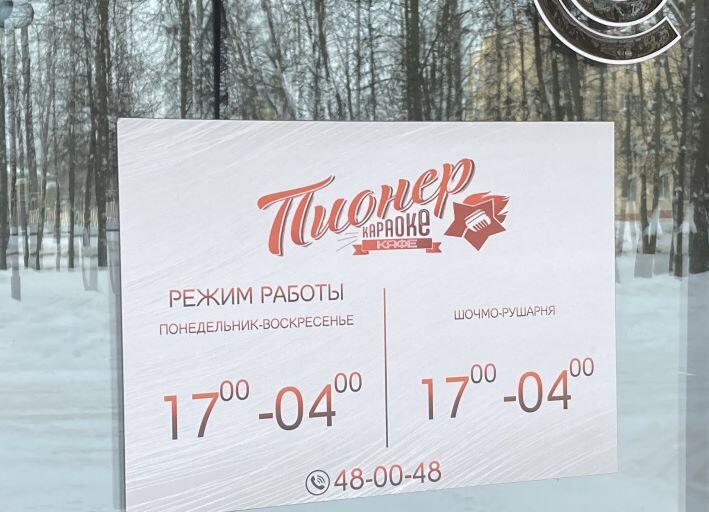 Пионер
КАРАОКЕ
КАФЕ
РЕЖИМ РАБОТЫ
ПОНЕДЕЛЬНИК-ВОСКРЕСЕНЬЕ
17⁰⁰-04⁰⁰
ШОЧМО-РУШАРНЯ
17⁰⁰-04⁰⁰
48-00-48